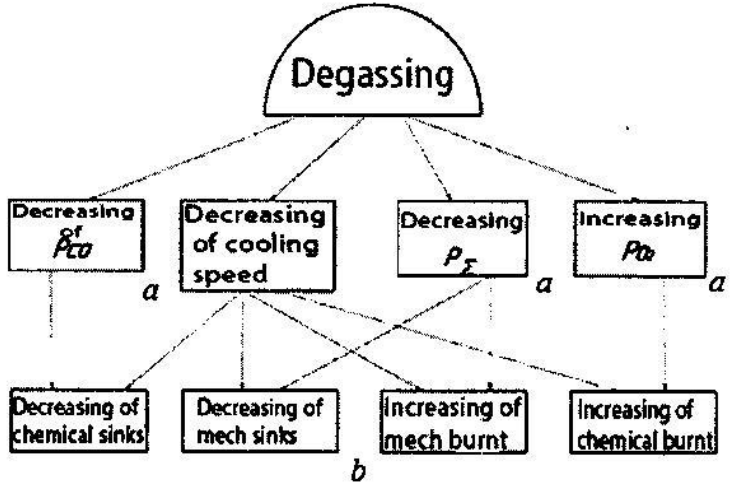 Degassing
Decreasing
of
P_CO
Decreasing
of cooling
speed
Decreasing
P_Σ
Increasing
P_O₂
a
a
a
Decreasing of
chemical sinks
Decreasing of
mech sinks
Increasing of
mech burnt
Increasing of
chemical burnt
b